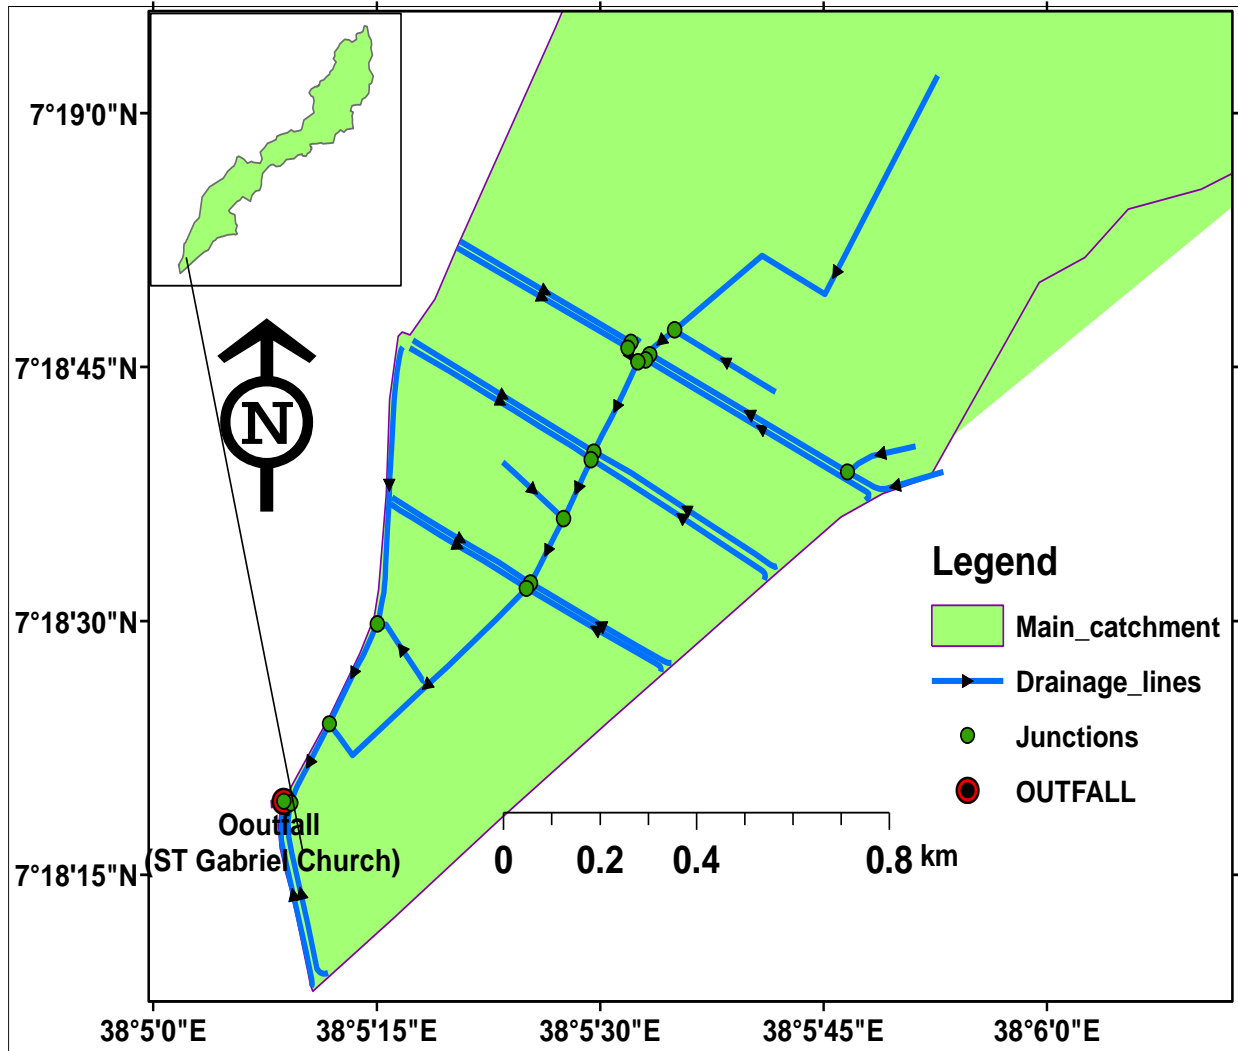 7°19'0"N
7°18'45"N
7°18'30"N
7°18'15"N
N
Legend
Main_catchment
Drainage_lines
Junctions
OUTFALL
Ooutfall
(ST Gabriel Church)
0 0.2 0.4 0.8 km
38°5'0"E 38°5'15"E 38°5'30"E 38°5'45"E 38°6'0"E